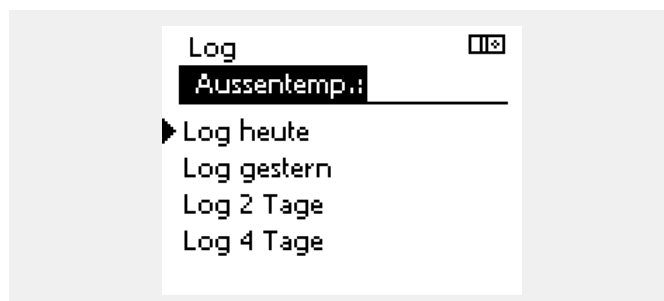 Log
Aussentemp.:
Log heute
Log gestern
Log 2 Tage
Log 4 Tage